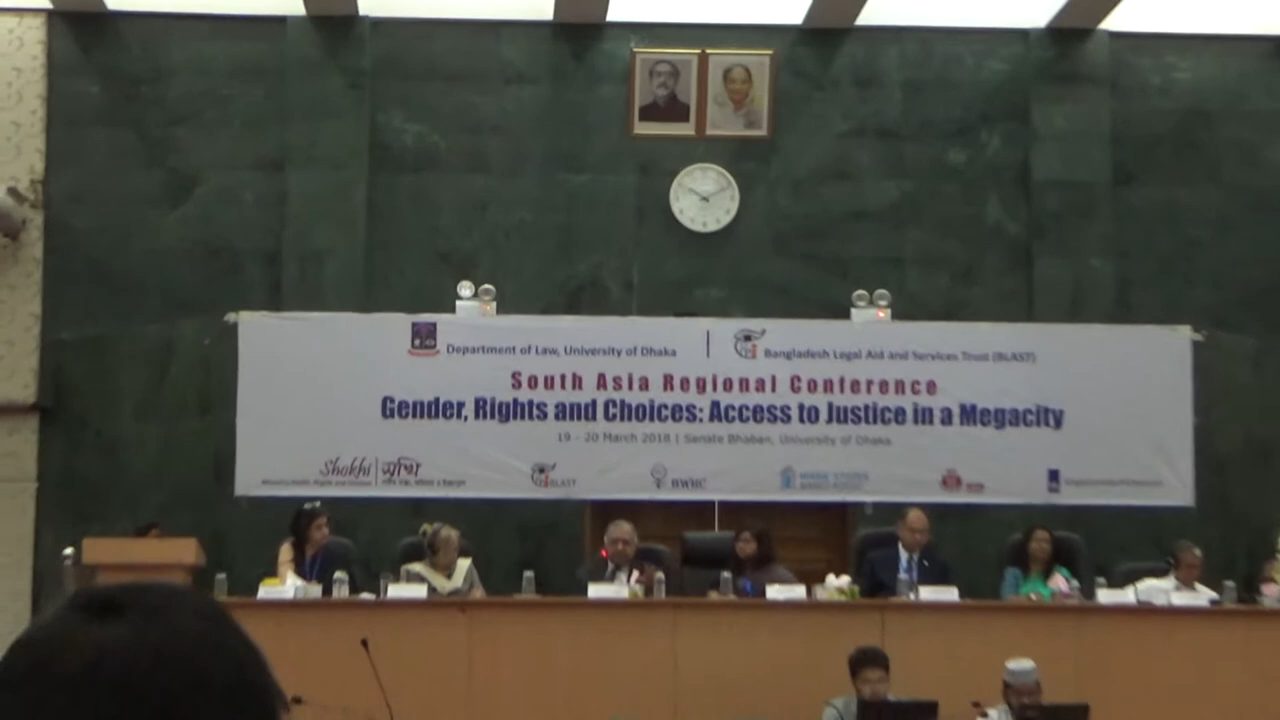 Department of Law, University of Dhaka
Bangladesh Legal Aid and Services Trust (BLAST)
South Asia Regional Conference
Gender, Rights and Choices: Access to Justice in a Megacity
19 - 20 March 2018 | Senate Bhaban, University of Dhaka
Shokhi সখি
BLAST